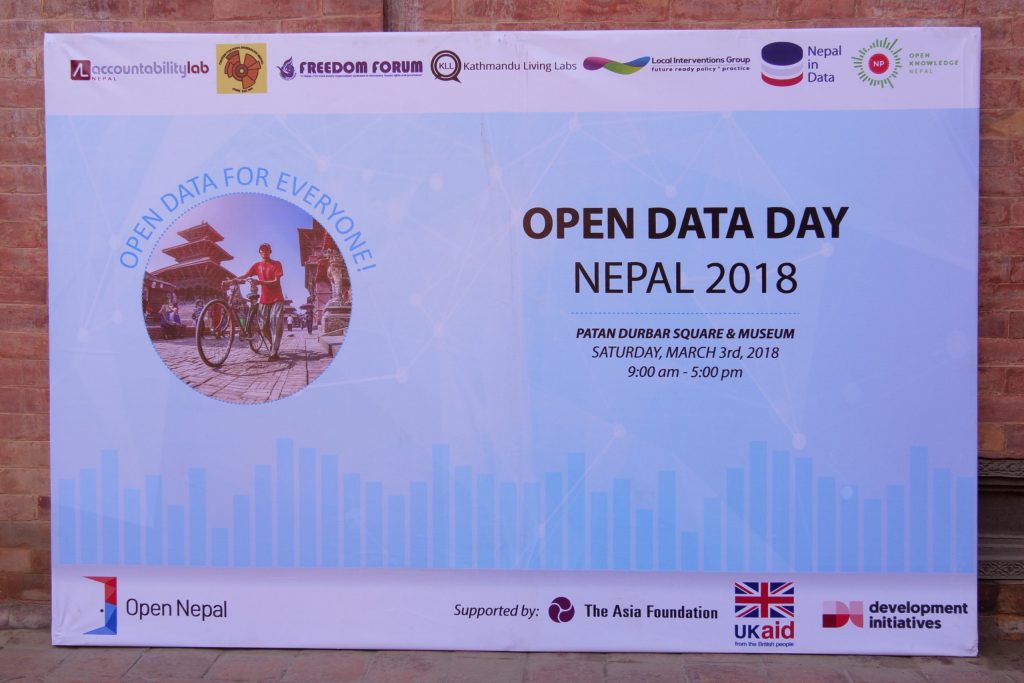 accountabilitylab
NEPAL
FREEDOM FORUM
KLL
Kathmandu Living Labs
Local Interventions Group
future ready policy + practice
Nepal
in
Data
NP
OPEN
KNOWLEDGE
NEPAL
OPEN DATA FOR EVERYONE!
OPEN DATA DAY
NEPAL 2018
PATAN DURBAR SQUARE & MUSEUM
SATURDAY, MARCH 3rd, 2018
9:00 am - 5:00 pm
Open Nepal
Supported by:
The Asia Foundation
UKaid
from the British people
development
initiatives